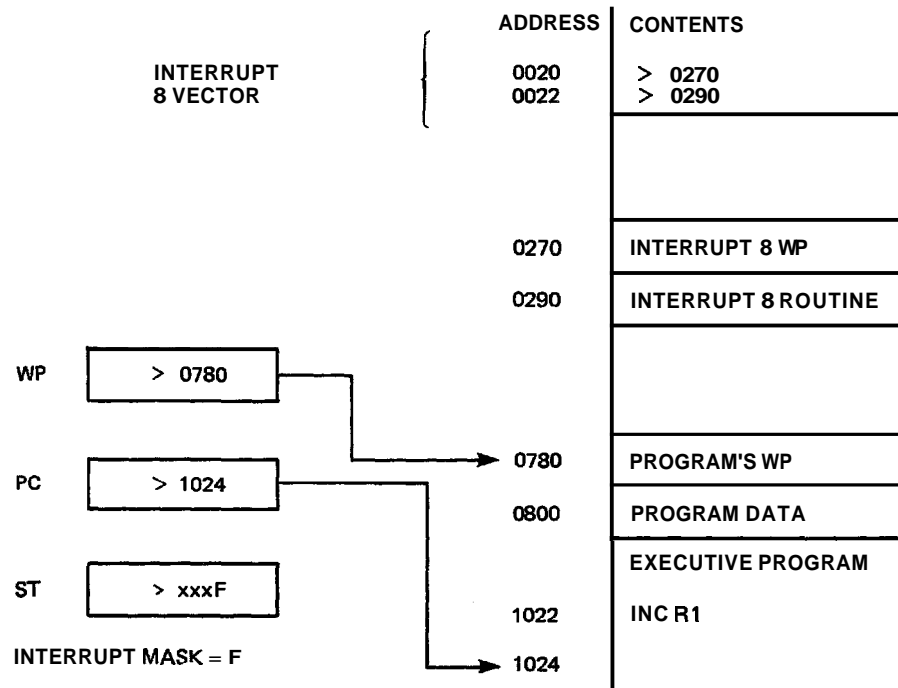 ADDRESS CONTENTS
INTERRUPT 0020 > 0270
8 VECTOR 0022 > 0290
0270 INTERRUPT 8 WP
0290 INTERRUPT 8 ROUTINE
WP > 0780
0780 PROGRAM'S WP
PC > 1024
0800 PROGRAM DATA
EXECUTIVE PROGRAM
ST > xxxF
1022 INC R1
INTERRUPT MASK = F 1024